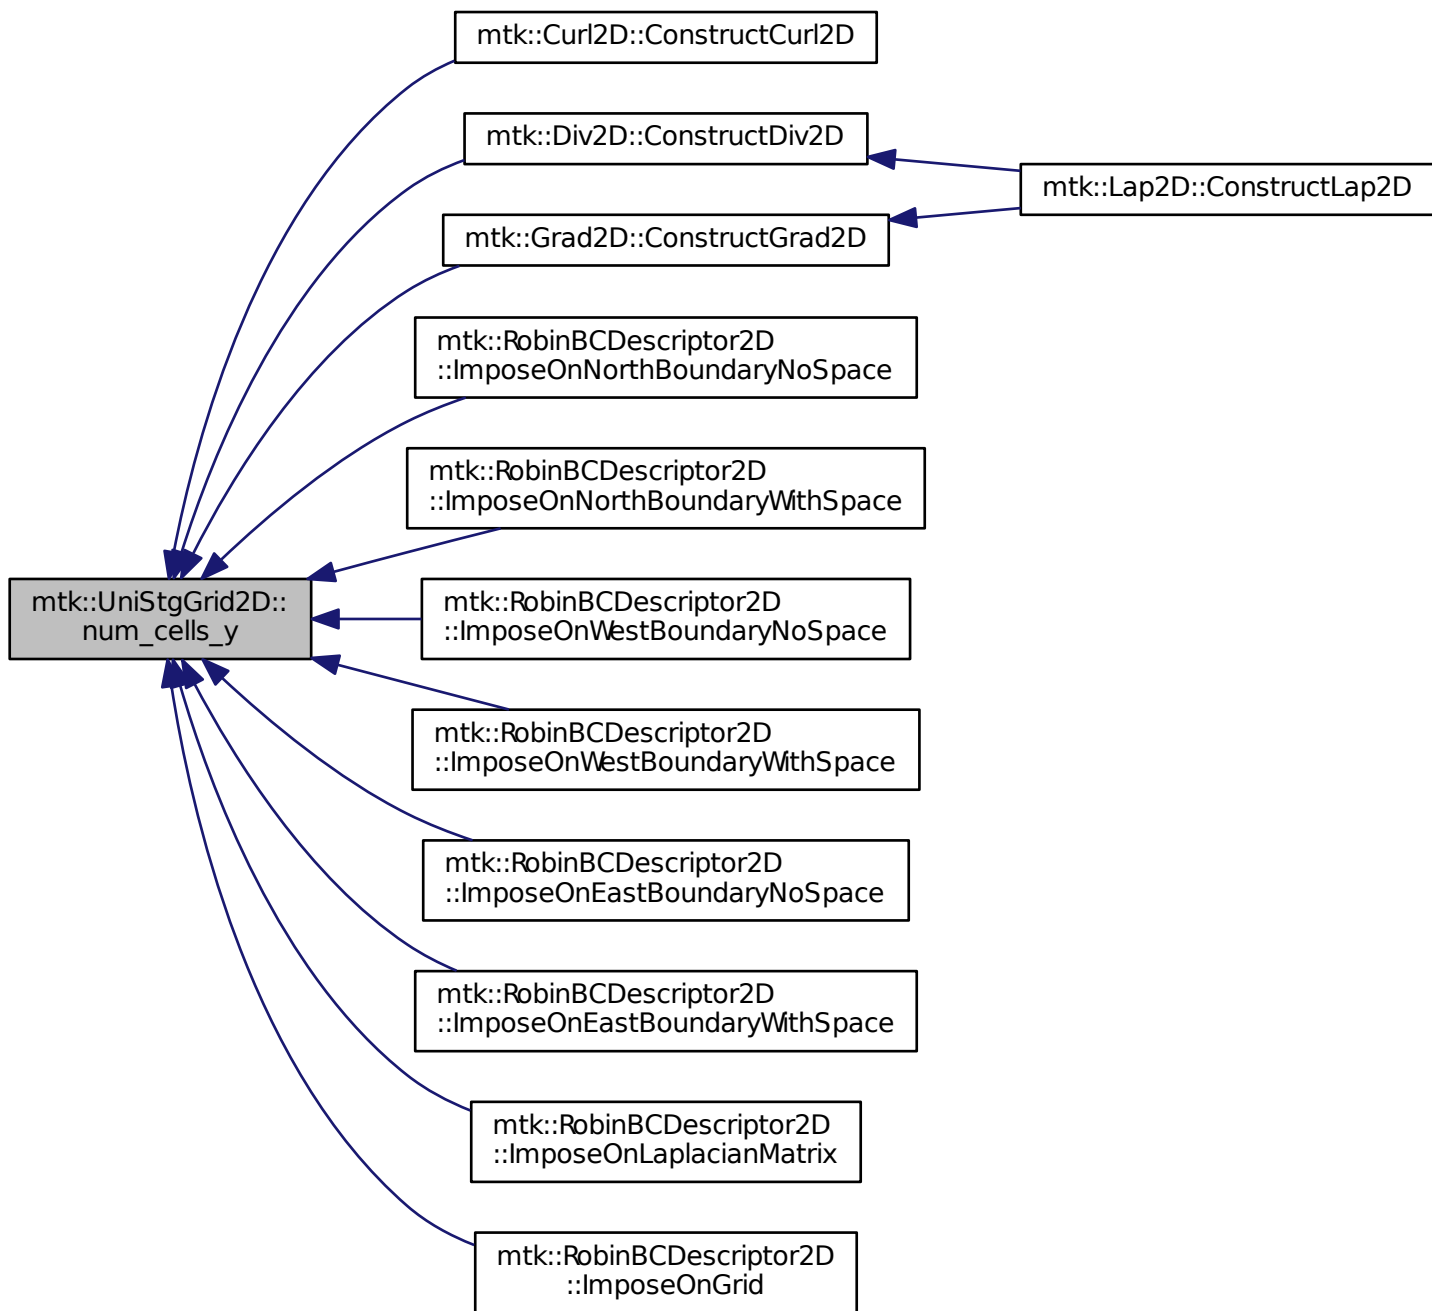 mtk::Curl2D::ConstructCurl2D
mtk::Div2D::ConstructDiv2D
mtk::Lap2D::ConstructLap2D
mtk::Grad2D::ConstructGrad2D
mtk::RobinBCDescriptor2D
::ImposeOnNorthBoundaryNoSpace
mtk::RobinBCDescriptor2D
::ImposeOnNorthBoundaryWithSpace
mtk::UniStgGrid2D::
num_cells_y
mtk::RobinBCDescriptor2D
::ImposeOnWestBoundaryNoSpace
mtk::RobinBCDescriptor2D
::ImposeOnWestBoundaryWithSpace
mtk::RobinBCDescriptor2D
::ImposeOnEastBoundaryNoSpace
mtk::RobinBCDescriptor2D
::ImposeOnEastBoundaryWithSpace
mtk::RobinBCDescriptor2D
::ImposeOnLaplacianMatrix
mtk::RobinBCDescriptor2D
::ImposeOnGrid